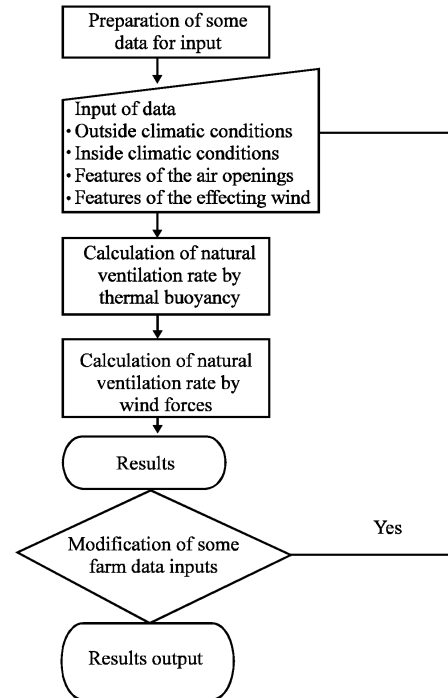 Preparation of some
data for input
Input of data
• Outside climatic conditions
• Inside climatic conditions
• Features of the air openings
• Features of the effecting wind
Calculation of natural
ventilation rate by
thermal buoyancy
Calculation of natural
ventilation rate by
wind forces
Results
Modification of some
farm data inputs
Yes
Results output